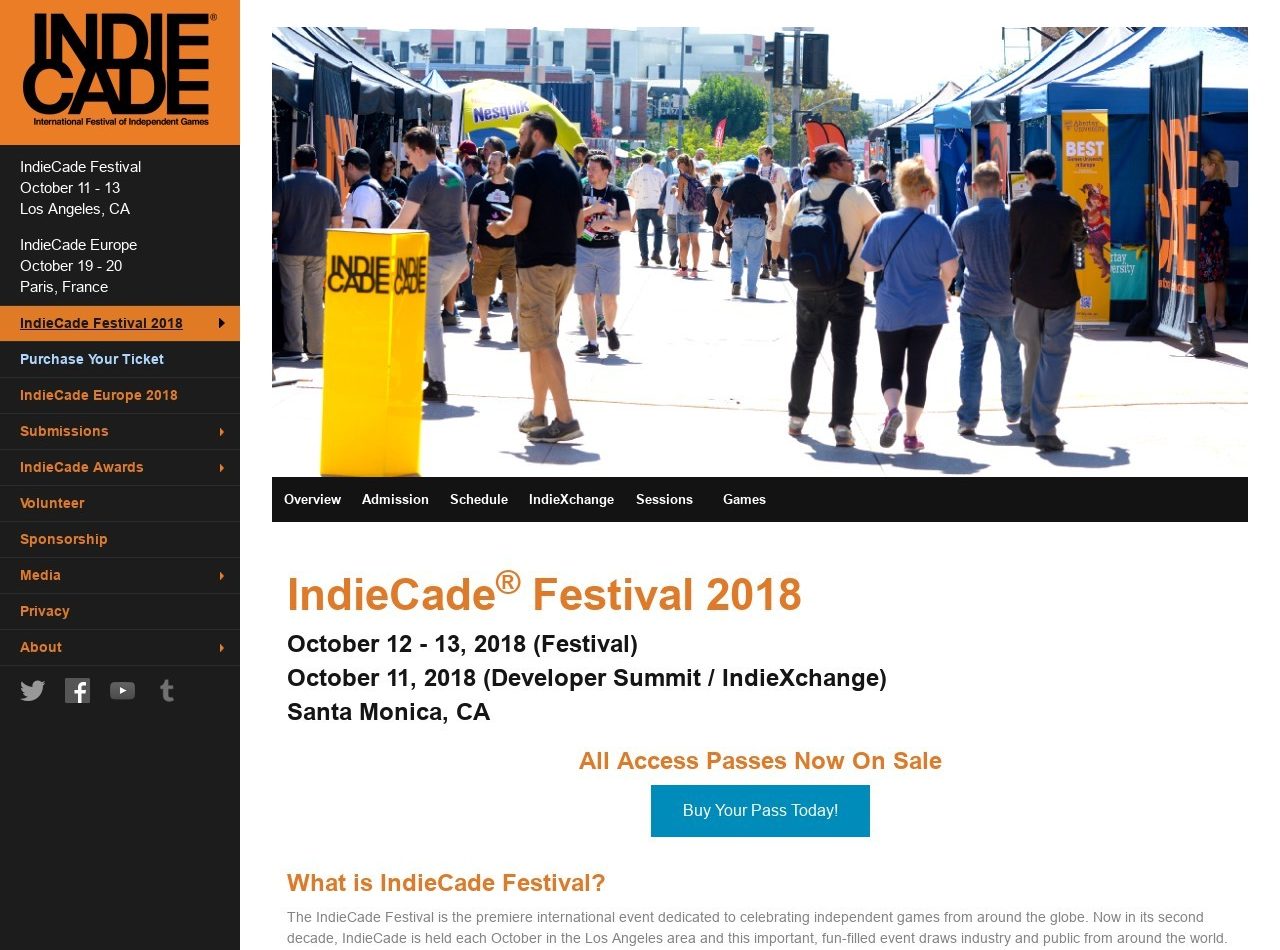 INDIE
CADE®
International Festival of Independent Games
IndieCade Festival
October 11 - 13
Los Angeles, CA
IndieCade Europe
October 19 - 20
Paris, France
IndieCade Festival 2018
Purchase Your Ticket
IndieCade Europe 2018
Submissions
IndieCade Awards
Volunteer
Sponsorship
Media
Privacy
About
NESQUIK
INDIE CADE
INDIE CADE
Abertay
University
BEST
Games University
in Europe
Overview Admission Schedule IndieXchange Sessions Games
IndieCade® Festival 2018
October 12 - 13, 2018 (Festival)
October 11, 2018 (Developer Summit / IndieXchange)
Santa Monica, CA
All Access Passes Now On Sale
Buy Your Pass Today!
What is IndieCade Festival?
The IndieCade Festival is the premiere international event dedicated to celebrating independent games from around the globe. Now in its second
decade, IndieCade is held each October in the Los Angeles area and this important, fun-filled event draws industry and public from around the world.